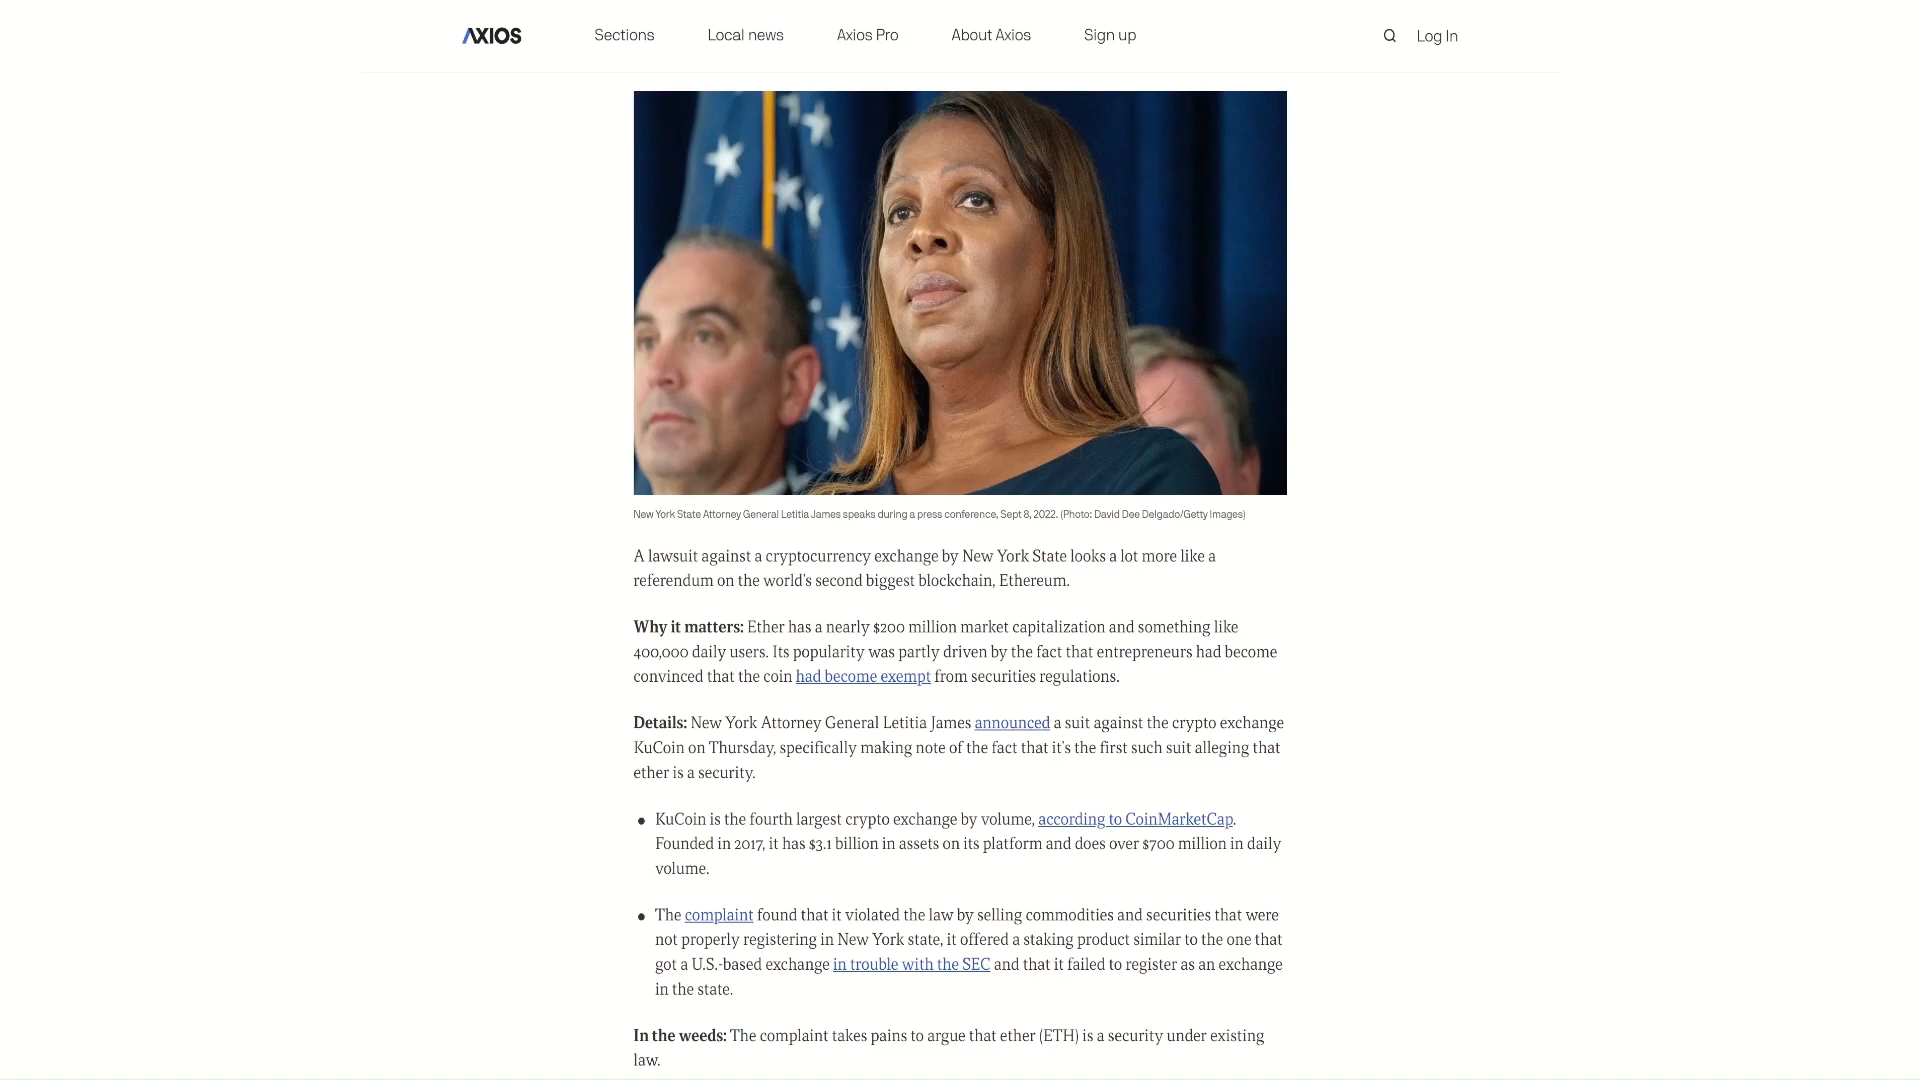 AXIOS Sections Local news Axios Pro About Axios Sign up Log In
New York State Attorney General Letitia James speaks during a press conference, Sept 8, 2022. (Photo: David Dee Delgado/Getty Images)
A lawsuit against a cryptocurrency exchange by New York State looks a lot more like a
referendum on the world's second biggest blockchain, Ethereum.
Why it matters: Ether has a nearly $200 million market capitalization and something like
400,000 daily users. Its popularity was partly driven by the fact that entrepreneurs had become
convinced that the coin had become exempt from securities regulations.
Details: New York Attorney General Letitia James announced a suit against the crypto exchange
KuCoin on Thursday, specifically making note of the fact that it's the first such suit alleging that
ether is a security.
● KuCoin is the fourth largest crypto exchange by volume, according to CoinMarketCap.
Founded in 2017, it has $3.1 billion in assets on its platform and does over $700 million in daily
volume.
● The complaint found that it violated the law by selling commodities and securities that were
not properly registering in New York state, it offered a staking product similar to the one that
got a U.S.-based exchange in trouble with the SEC and that it failed to register as an exchange
in the state.
In the weeds: The complaint takes pains to argue that ether (ETH) is a security under existing
law.